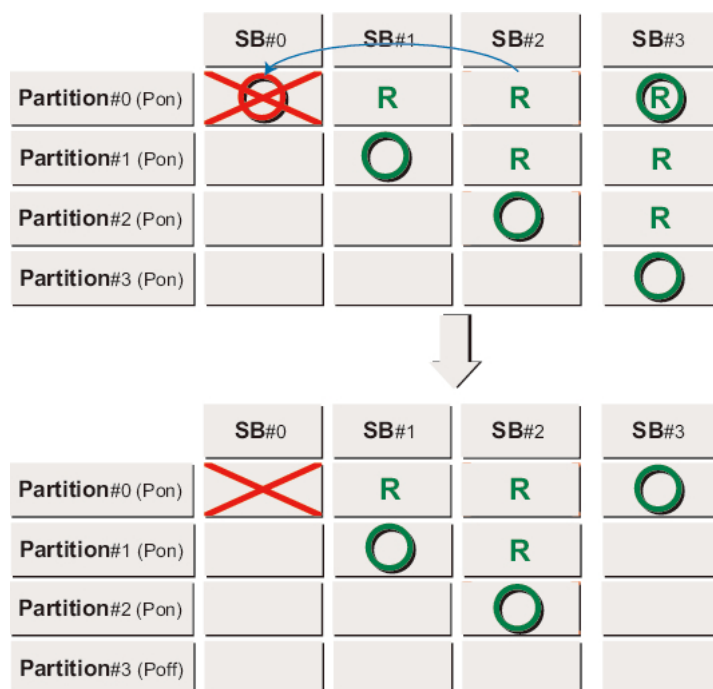 SB#0 SB#1 SB#2 SB#3
Partition#0 (Pon) R R R
Partition#1 (Pon) R R
Partition#2 (Pon) R
Partition#3 (Pon)
SB#0 SB#1 SB#2 SB#3
Partition#0 (Pon) R R
Partition#1 (Pon) R
Partition#2 (Pon)
Partition#3 (Poff)